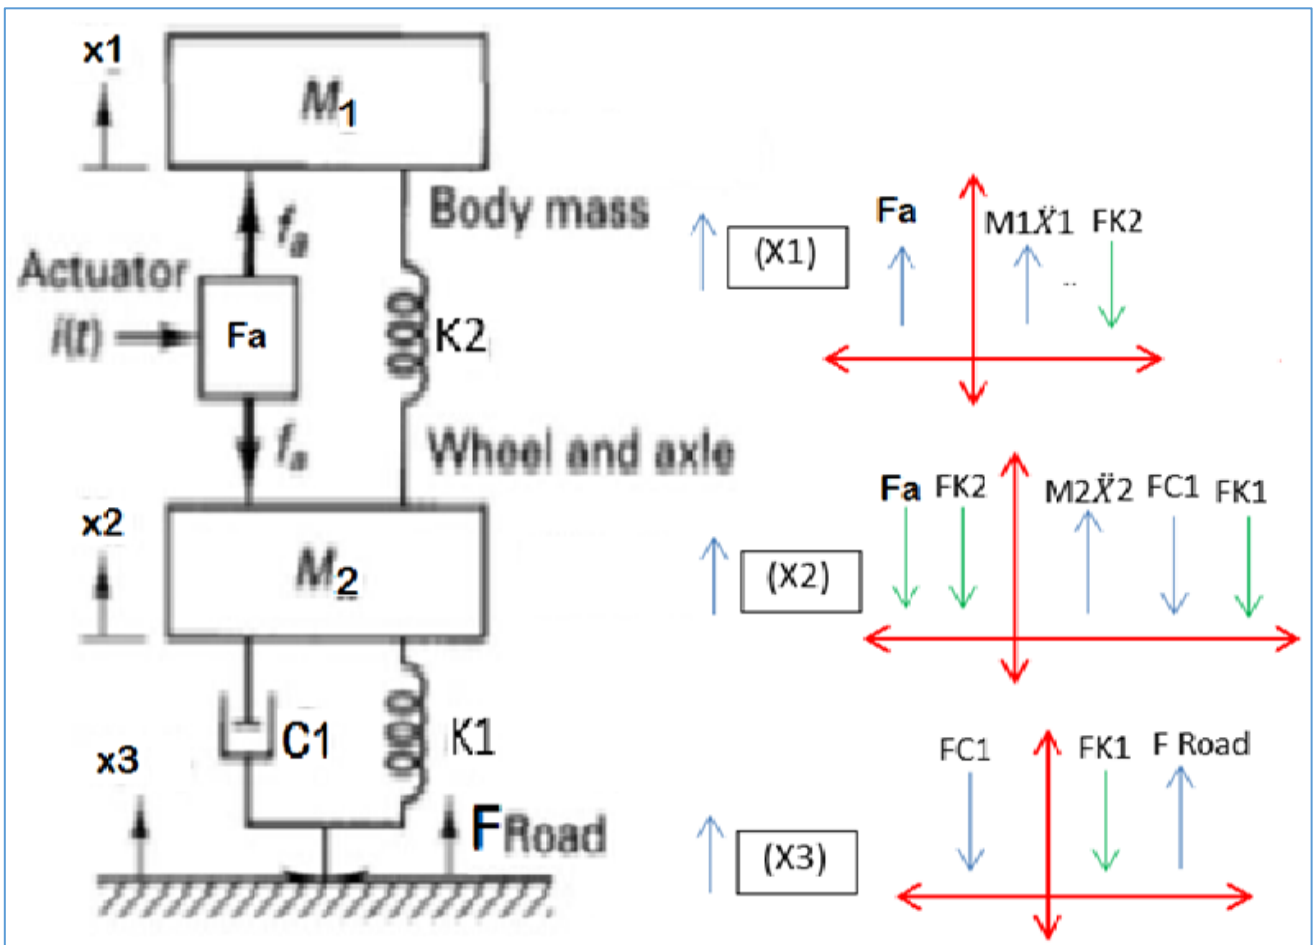 x1
M1
Body mass
fa
Actuator
i(t)
Fa
K2
fa
Wheel and axle
x2
M2
C1
K1
x3
FRoad
(X1)
Fa
M1Ẍ1
FK2
..
(X2)
Fa
FK2
M2Ẍ2
FC1
FK1
(X3)
FC1
FK1
F Road